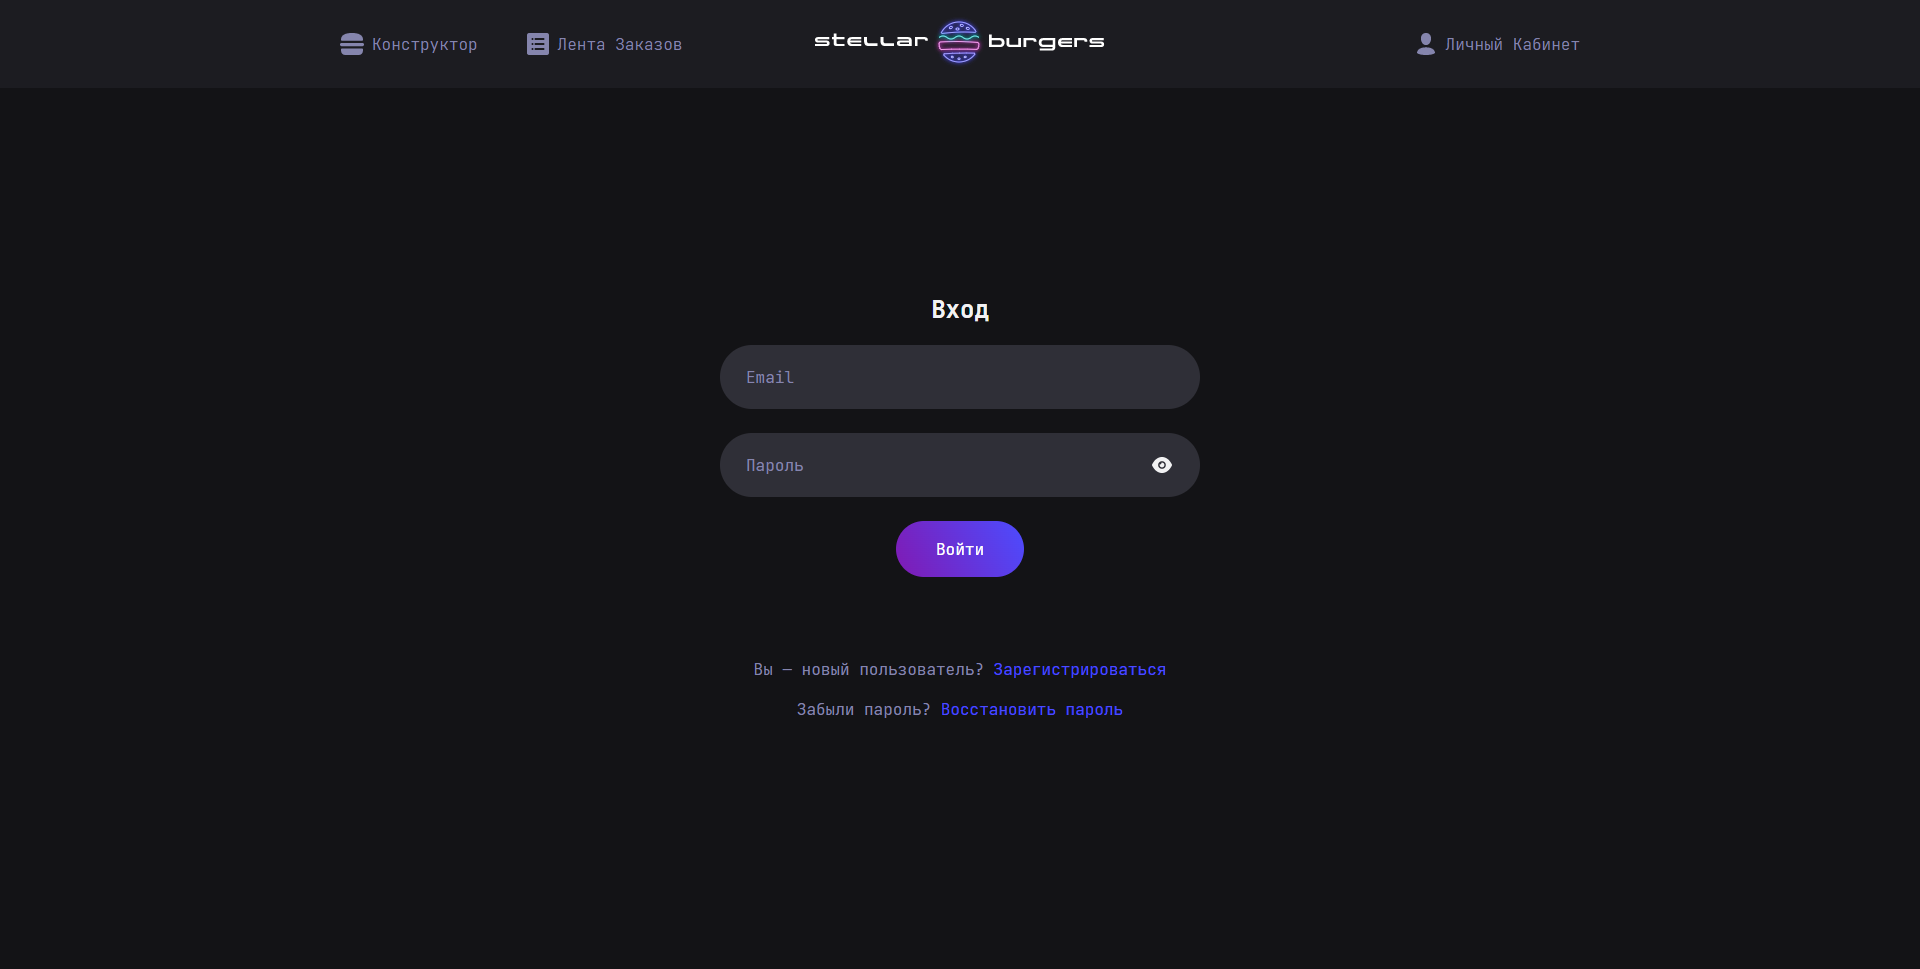 Конструктор Лента Заказов stellar burgers Личный Кабинет
Вход
Email
Пароль
Войти
Вы — новый пользователь? Зарегистрироваться
Забыли пароль? Восстановить пароль